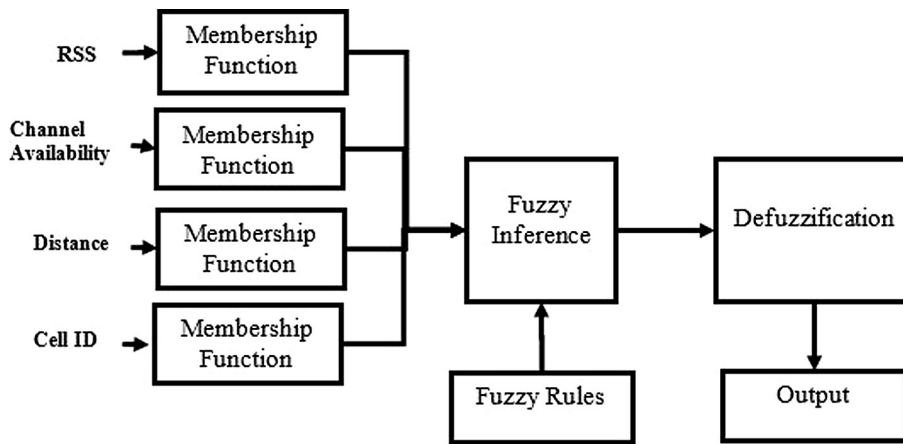 RSS
Membership
Function
Channel
Availability
Membership
Function
Distance
Membership
Function
Cell ID
Membership
Function
Fuzzy
Inference
Fuzzy Rules
Defuzzification
Output